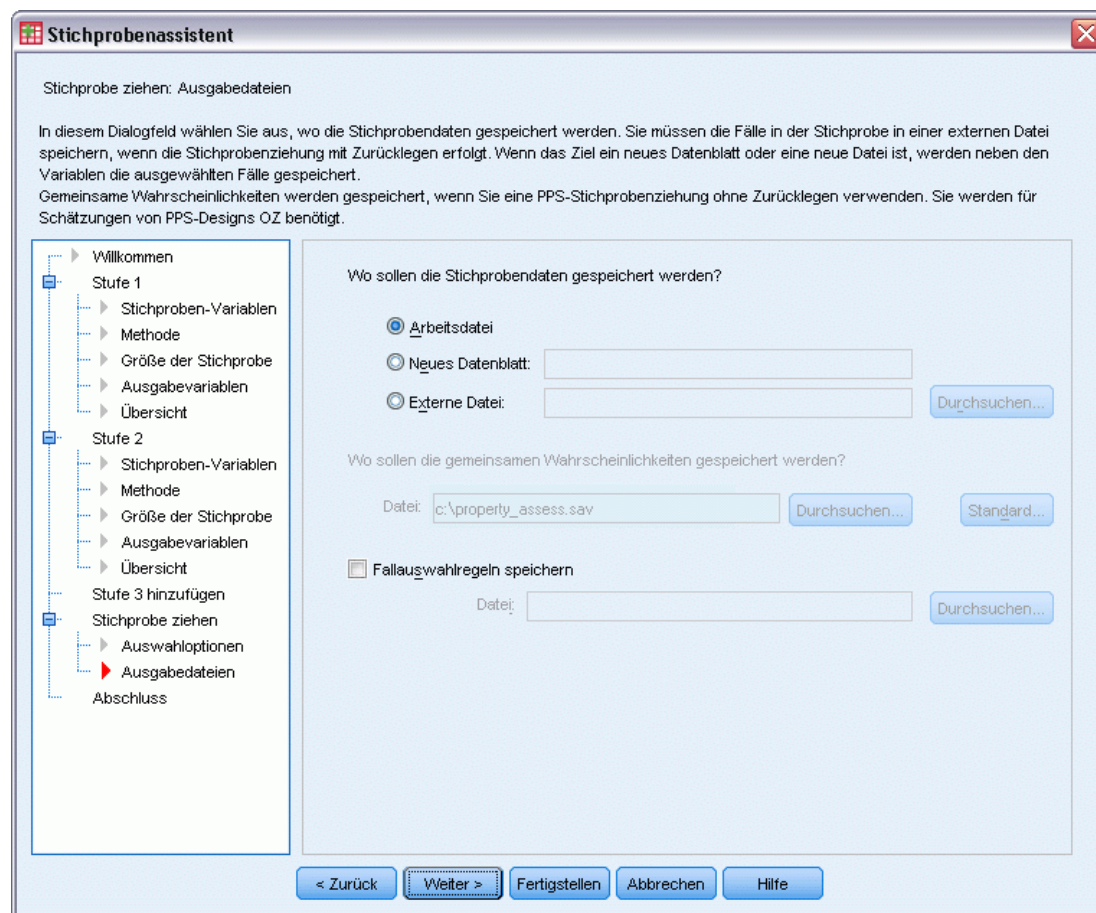 Stichprobenassistent
Stichprobe ziehen: Ausgabedateien
In diesem Dialogfeld wählen Sie aus, wo die Stichprobendaten gespeichert werden. Sie müssen die Fälle in der Stichprobe in einer externen Datei
speichern, wenn die Stichprobenziehung mit Zurücklegen erfolgt. Wenn das Ziel ein neues Datenblatt oder eine neue Datei ist, werden neben den
Variablen die ausgewählten Fälle gespeichert.
Gemeinsame Wahrscheinlichkeiten werden gespeichert, wenn Sie eine PPS-Stichprobenziehung ohne Zurücklegen verwenden. Sie werden für
Schätzungen von PPS-Designs OZ benötigt.
Willkommen
Stufe 1
Stichproben-Variablen
Methode
Größe der Stichprobe
Ausgabevariablen
Übersicht
Stufe 2
Stichproben-Variablen
Methode
Größe der Stichprobe
Ausgabevariablen
Übersicht
Stufe 3 hinzufügen
Stichprobe ziehen
Auswahloptionen
Ausgabedateien
Abschluss
Wo sollen die Stichprobendaten gespeichert werden?
Arbeitsdatei
Neues Datenblatt:
Externe Datei: Durchsuchen...
Wo sollen die gemeinsamen Wahrscheinlichkeiten gespeichert werden?
Datei: c:\property_assess.sav Durchsuchen... Standard...
Fallauswahlregeln speichern
Datei: Durchsuchen...
< Zurück Weiter > Fertigstellen Abbrechen Hilfe